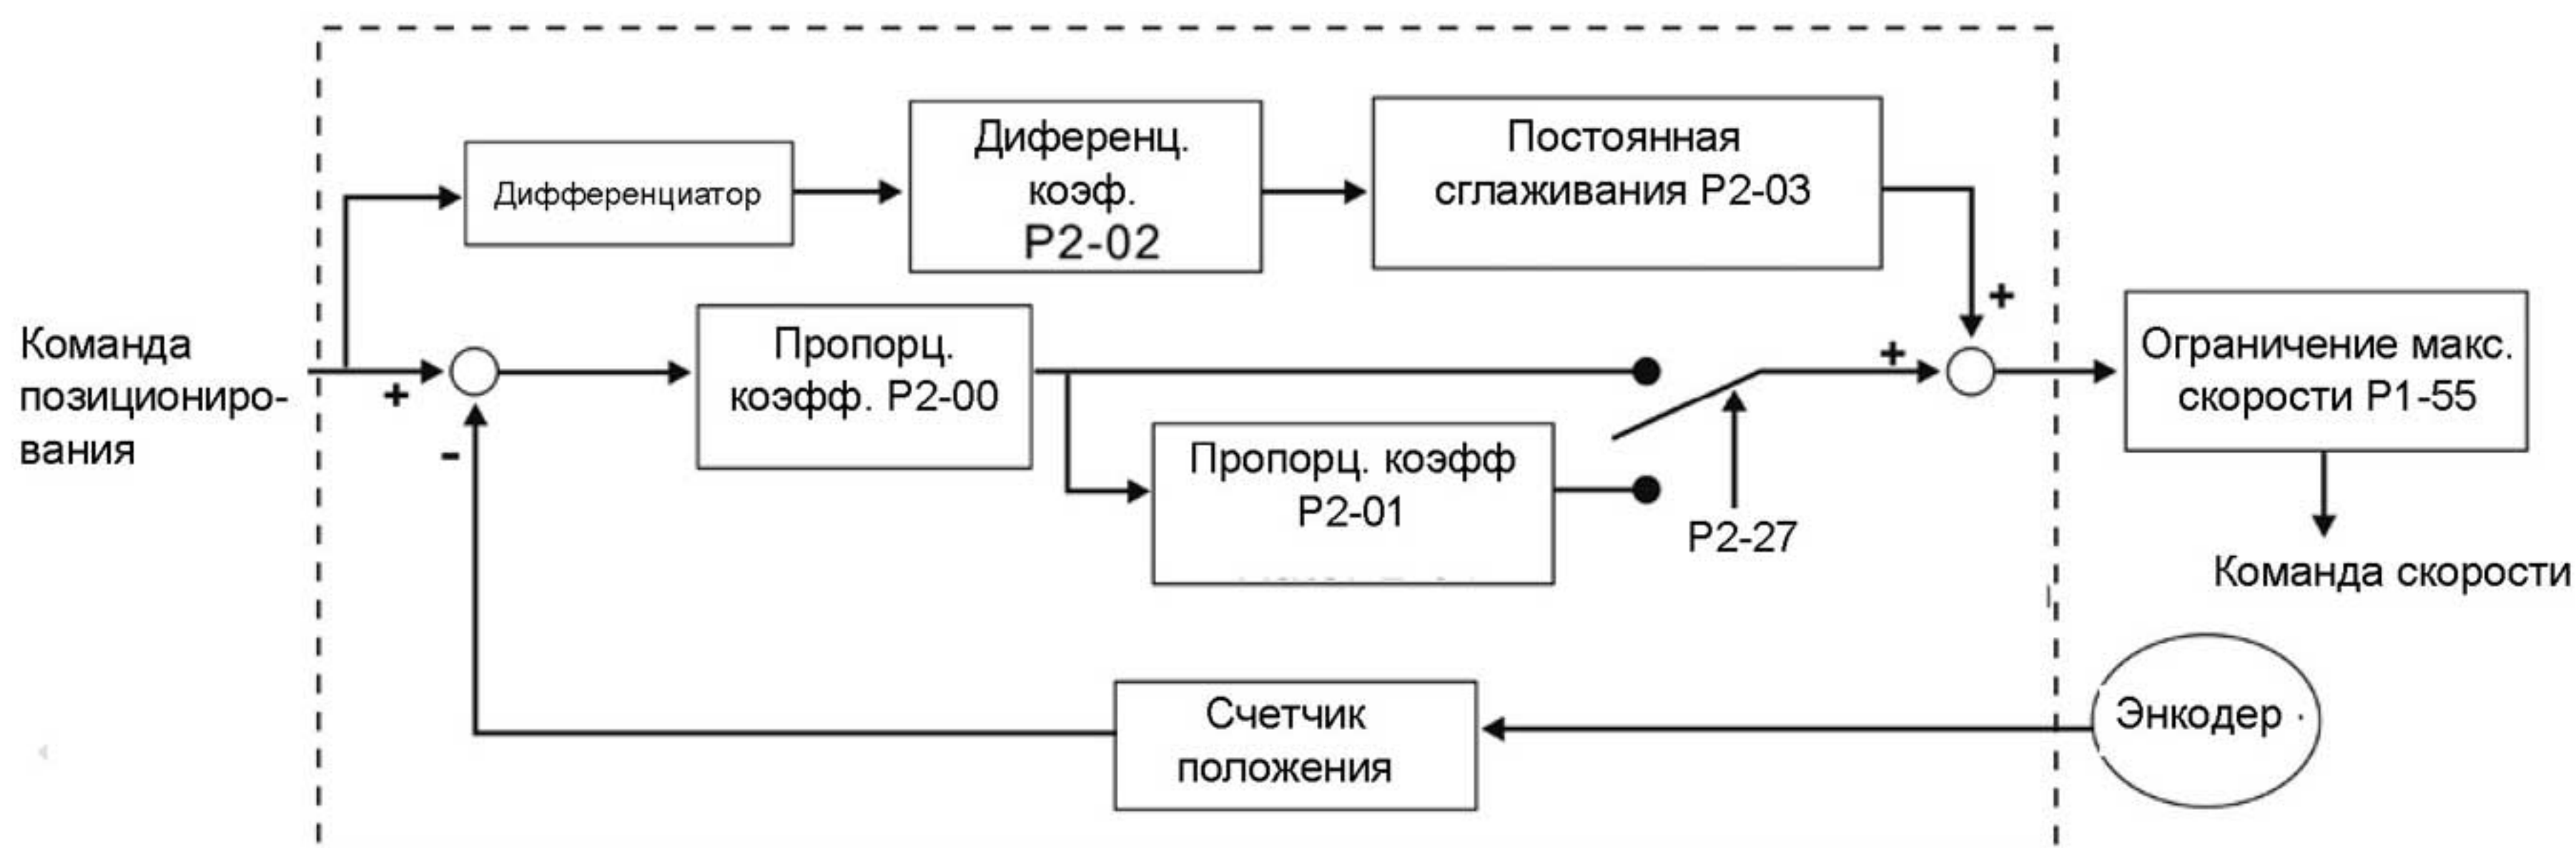 Дифференциатор
Диференц.
коэф.
P2-02
Постоянная
сглаживания P2-03
+
Команда
позициониро-
вания
+
-
Пропорц.
коэфф. P2-00
Пропорц. коэфф
P2-01
P2-27
+
Ограничение макс.
скорости P1-55
Команда скорости
Счетчик
положения
Энкодер